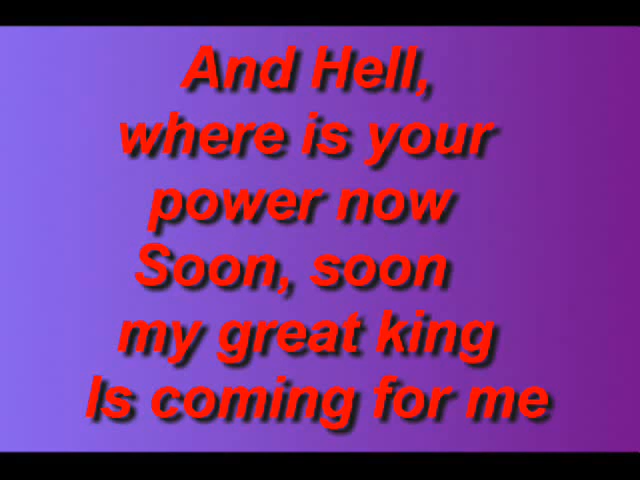 And Hell,
where is your
power now
Soon, soon
my great king
Is coming for me